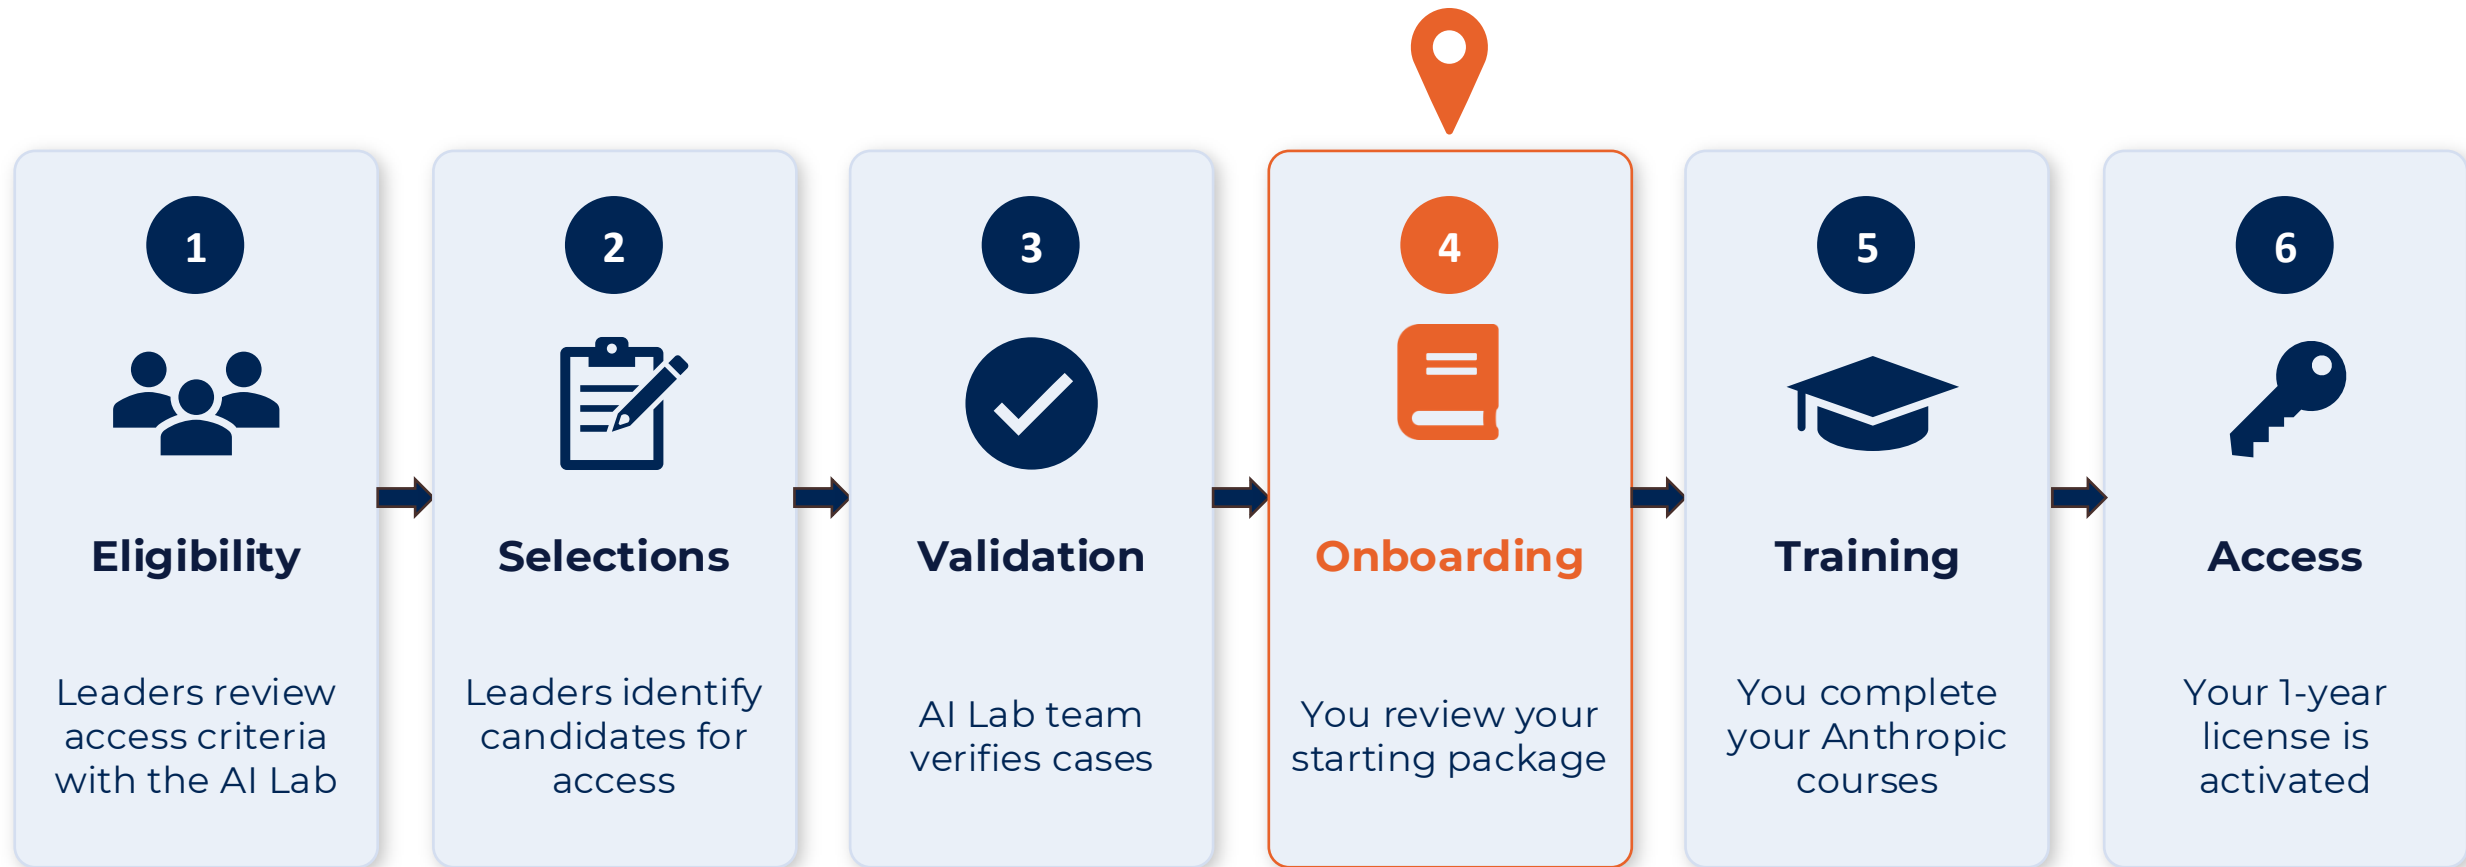 1
Eligibility
Leaders review
access criteria
with the AI Lab
2
Selections
Leaders identify
candidates for
access
3
Validation
AI Lab team
verifies cases
4
Onboarding
You review your
starting package
5
Training
You complete
your Anthropic
courses
6
Access
Your 1-year
license is
activated